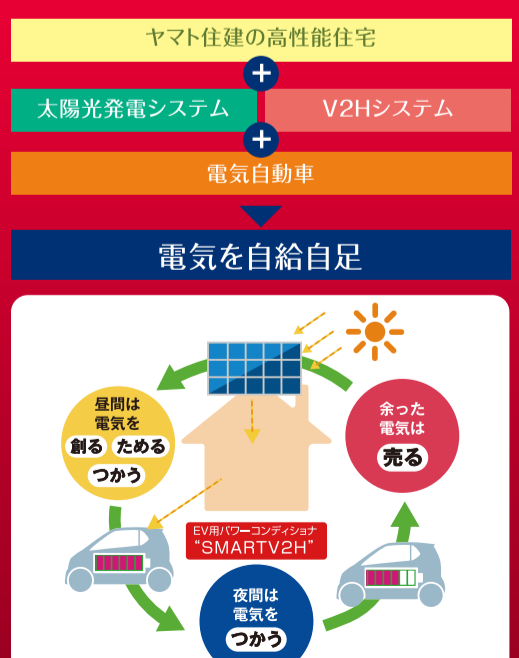 ヤマト住建の高性能住宅
+
太陽光発電システム
V2Hシステム
+
電気自動車
電気を自給自足
昼間は
電気を
創る ためる
つかう
余った
電気は
売る
EV用パワーコンディショナ
“SMARTV2H”
夜間は
電気を
つかう